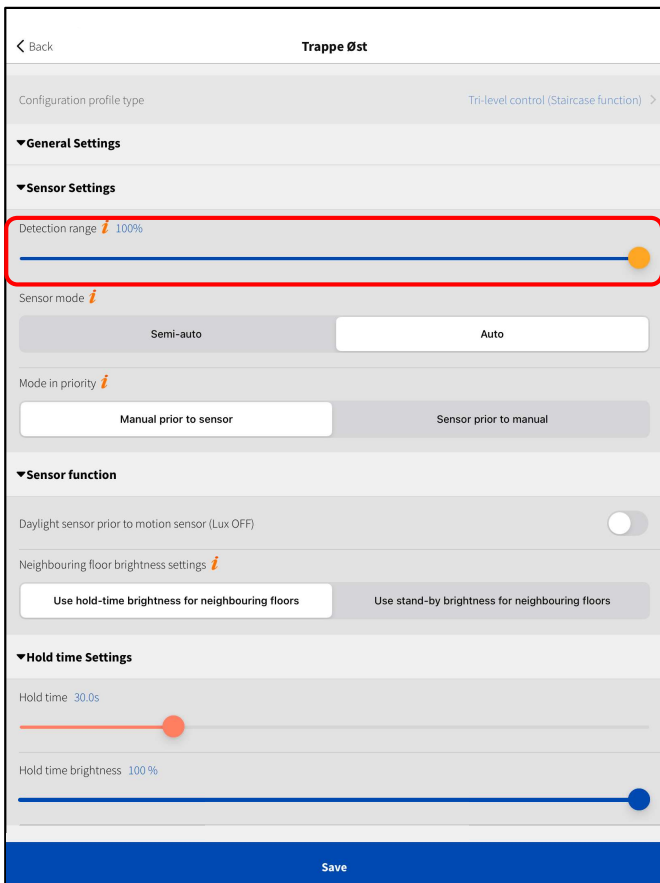 Back
Trappe Øst
Configuration profile type
Tri-level control (Staircase function)
General Settings
Sensor Settings
Detection range i 100%
Sensor mode i
Semi-auto
Auto
Mode in priority i
Manual prior to sensor
Sensor prior to manual
Sensor function
Daylight sensor prior to motion sensor (Lux OFF)
Neighbouring floor brightness settings i
Use hold-time brightness for neighbouring floors
Use stand-by brightness for neighbouring floors
Hold time Settings
Hold time 30.0s
Hold time brightness 100 %
Save